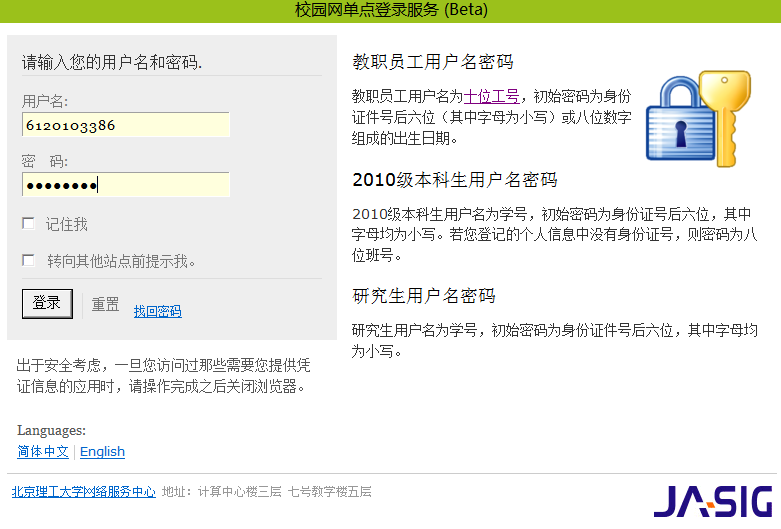 校园网单点登录服务 (Beta)
请输入您的用户名和密码.
用户名:
6120103386
密 码:
●●●●●●●●
记住我
转向其他站点前提示我。
登录 重置 找回密码
出于安全考虑，一旦您访问过那些需要您提供凭
证信息的应用时，请操作完成之后关闭浏览器。
Languages:
简体中文 | English
教职员工用户名密码
教职员工用户名为十位工号，初始密码为身份
证件号后六位（其中字母为小写）或八位数字
组成的出生日期。
2010级本科生用户名密码
2010级本科生用户名为学号，初始密码为身份证号后六位，其中
字母均为小写。若您登记的个人信息中没有身份证号，则密码为八
位班号。
研究生用户名密码
研究生用户名为学号，初始密码为身份证件号后六位，其中字母均
为小写。
北京理工大学网络服务中心 地址：计算中心楼三层 七号教学楼五层
JA-SIG